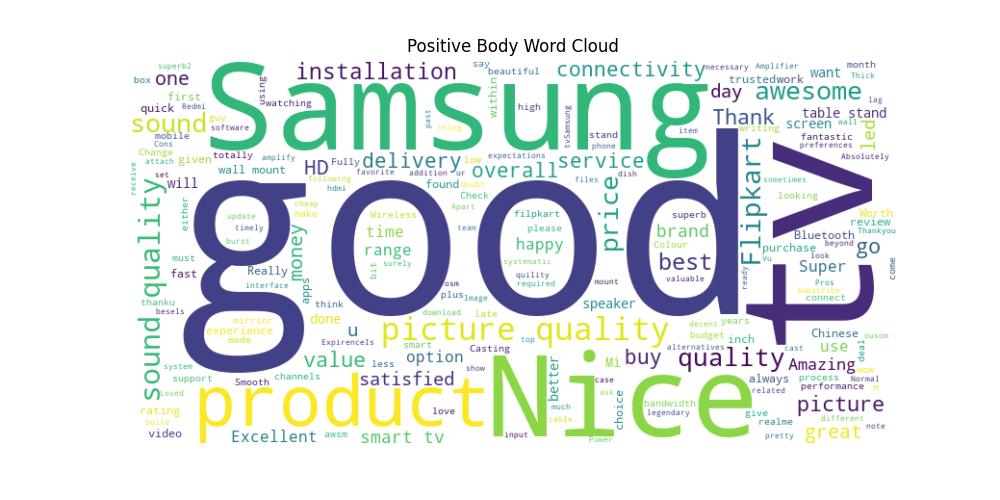 Positive Body Word Cloud
superb2
box
one
first
quick
Redmi
sound
guy
software
mobile
Cons
Change
attach
given
totally
amplify
wall mount
receive
set
will
either
sound quality
must
fast
thanku
besels
system
support
Loved
rating
build
video
Samsung
using
installation
watching
say
beautiful
within
high
past
thing
connectivity
tvSamsung
stand
phone
item
necessary
Amplifier
month
Thick
trusted
work
want
lag
day
awesome
Thank
writing
screen
wall
led
table stand
fantastic
preferences
Absolutely
HD
Fully
following
hdmi
favorite
delivery
addition
ur
low
doubt
expectations
overall
found
Check
Apart
files
service
dish
price
Flipkart
tv
sometimes
looking
Worth
review
Thankyou
Bluetooth
beyond
purchase
Vu
look
go
come
Super
Pros
subscribe
connect
ready
good
update
timely
burst
Really
interface
cheap
make
money
apps
think
Wireless
time
range
bit
surely
team
filpkart
please
happy
systematic
quility
required
superb
brand
Colour
best
valuable
osm
plus
Image
mount
speaker
download
late
mirrior
experience
mode
done
u
Expirencels
picture quality
top
smart
Casting
value
option
less
show
channels
Smooth
satisfied
product
love
Excellent
awsm
smart tv
Nice
input
better
much
cable
case
ask
Power
choice
Mi
buy
quality
decent
years
budget
inch
alternatives
cast
Chinese
use
deal
ousom
Amazing
wow
Normal
m
always
related
process
performance
bandwidth
legendary
give
realme
pretty
picture
different
great
note